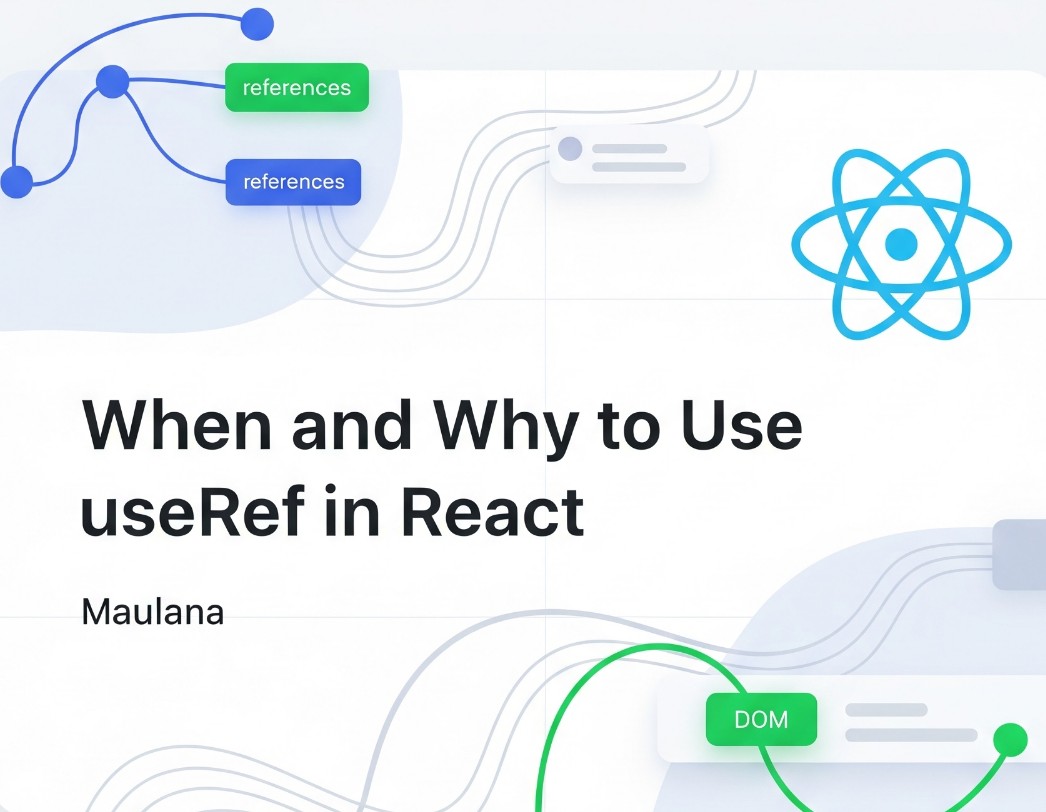 references
references
When and Why to Use
useRef in React
Maulana
DOM